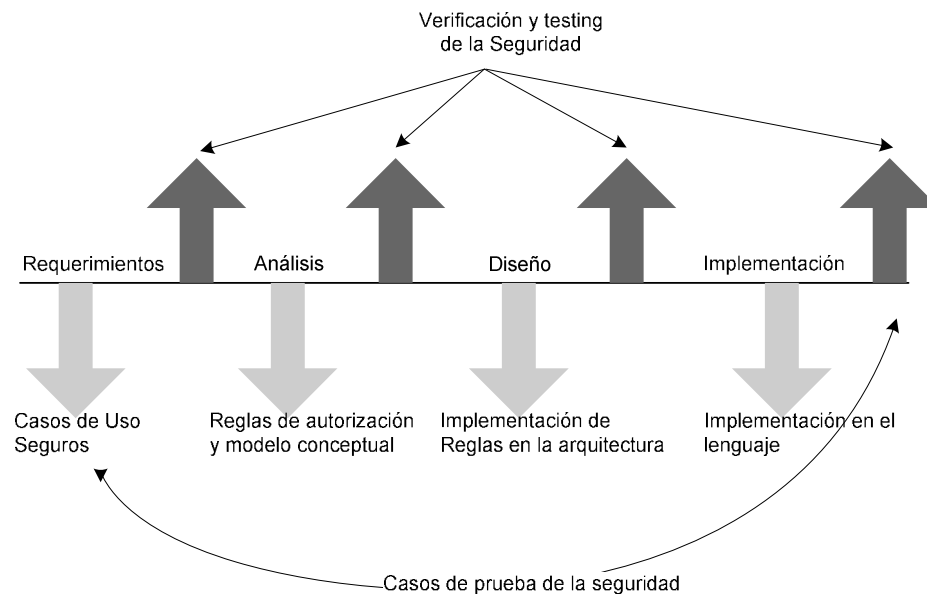 Verificación y testing
de la Seguridad
Requerimientos
Análisis
Diseño
Implementación
Casos de Uso
Seguros
Reglas de autorización
y modelo conceptual
Implementación de
Reglas en la arquitectura
Implementación en el
lenguaje
Casos de prueba de la seguridad